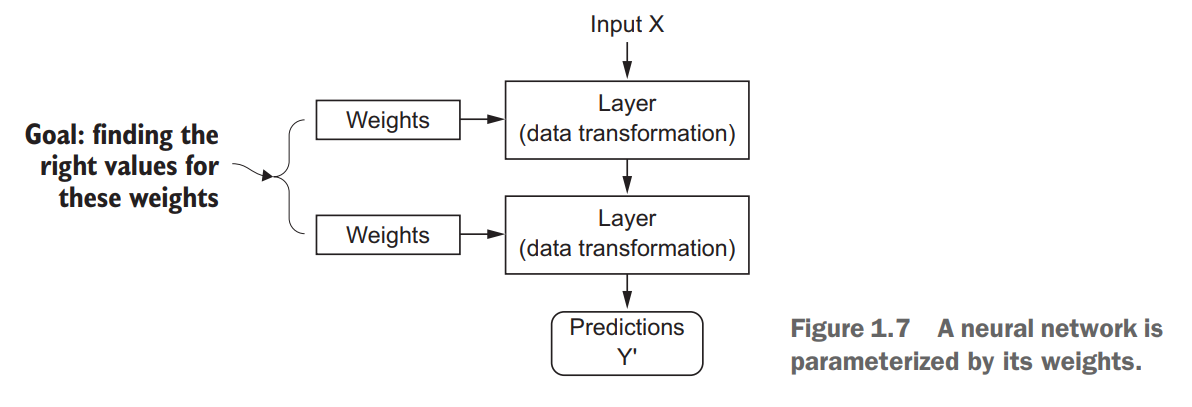 Input X
Layer
(data transformation)
Weights
Goal: finding the
right values for
these weights
Layer
(data transformation)
Weights
Predictions
Y'
Figure 1.7 A neural network is
parameterized by its weights.